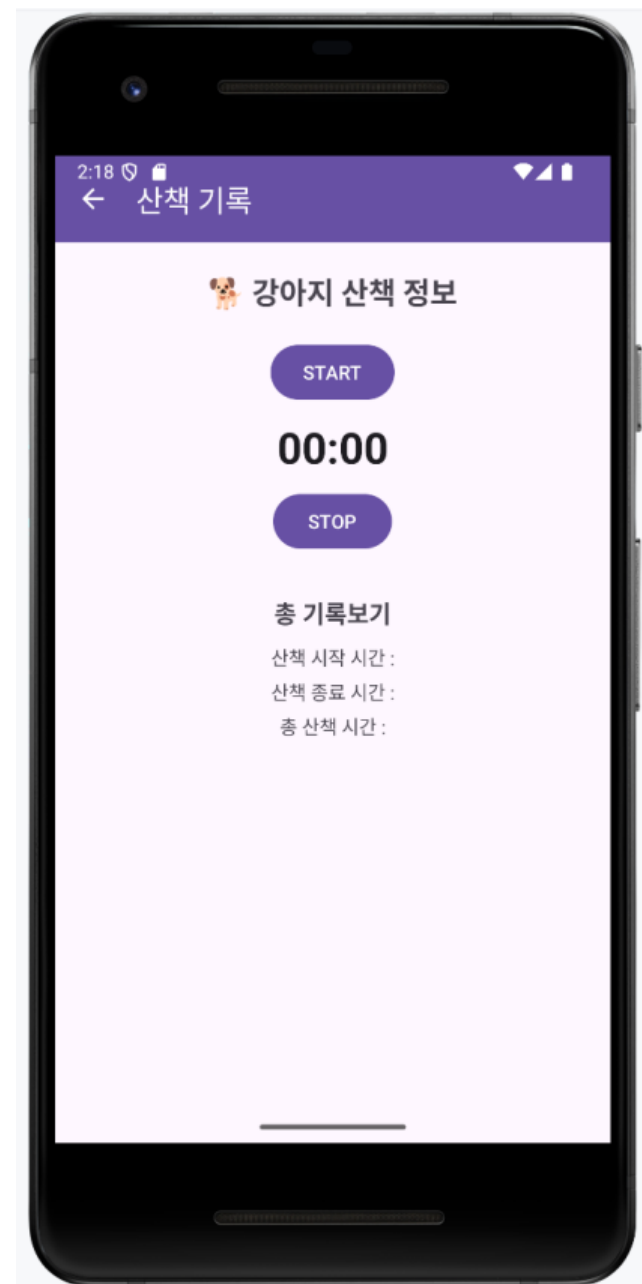 2:18
산책 기록
🐕 강아지 산책 정보
START
00:00
STOP
총 기록보기
산책 시작 시간 :
산책 종료 시간 :
총 산책 시간 :